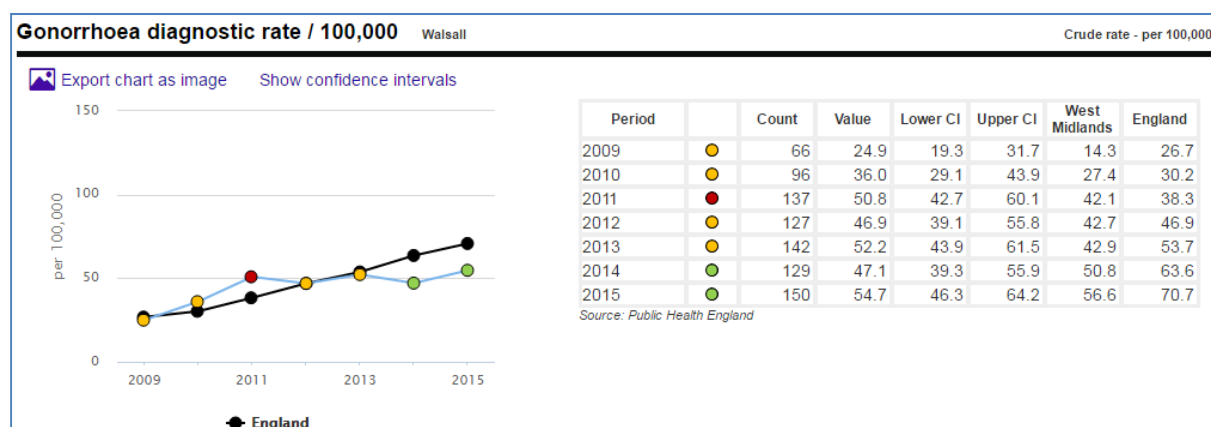 Gonorrhoea diagnostic rate / 100,000 Walsall Crude rate - per 100,000
Export chart as image Show confidence intervals
150
100
50
0
per 100,000
2009 2011 2013 2015
England
Period Count Value Lower CI Upper CI West Midlands England
2009 66 24.9 19.3 31.7 14.3 26.7
2010 96 36.0 29.1 43.9 27.4 30.2
2011 137 50.8 42.7 60.1 42.1 38.3
2012 127 46.9 39.1 55.8 42.7 46.9
2013 142 52.2 43.9 61.5 42.9 53.7
2014 129 47.1 39.3 55.9 50.8 63.6
2015 150 54.7 46.3 64.2 56.6 70.7
Source: Public Health England